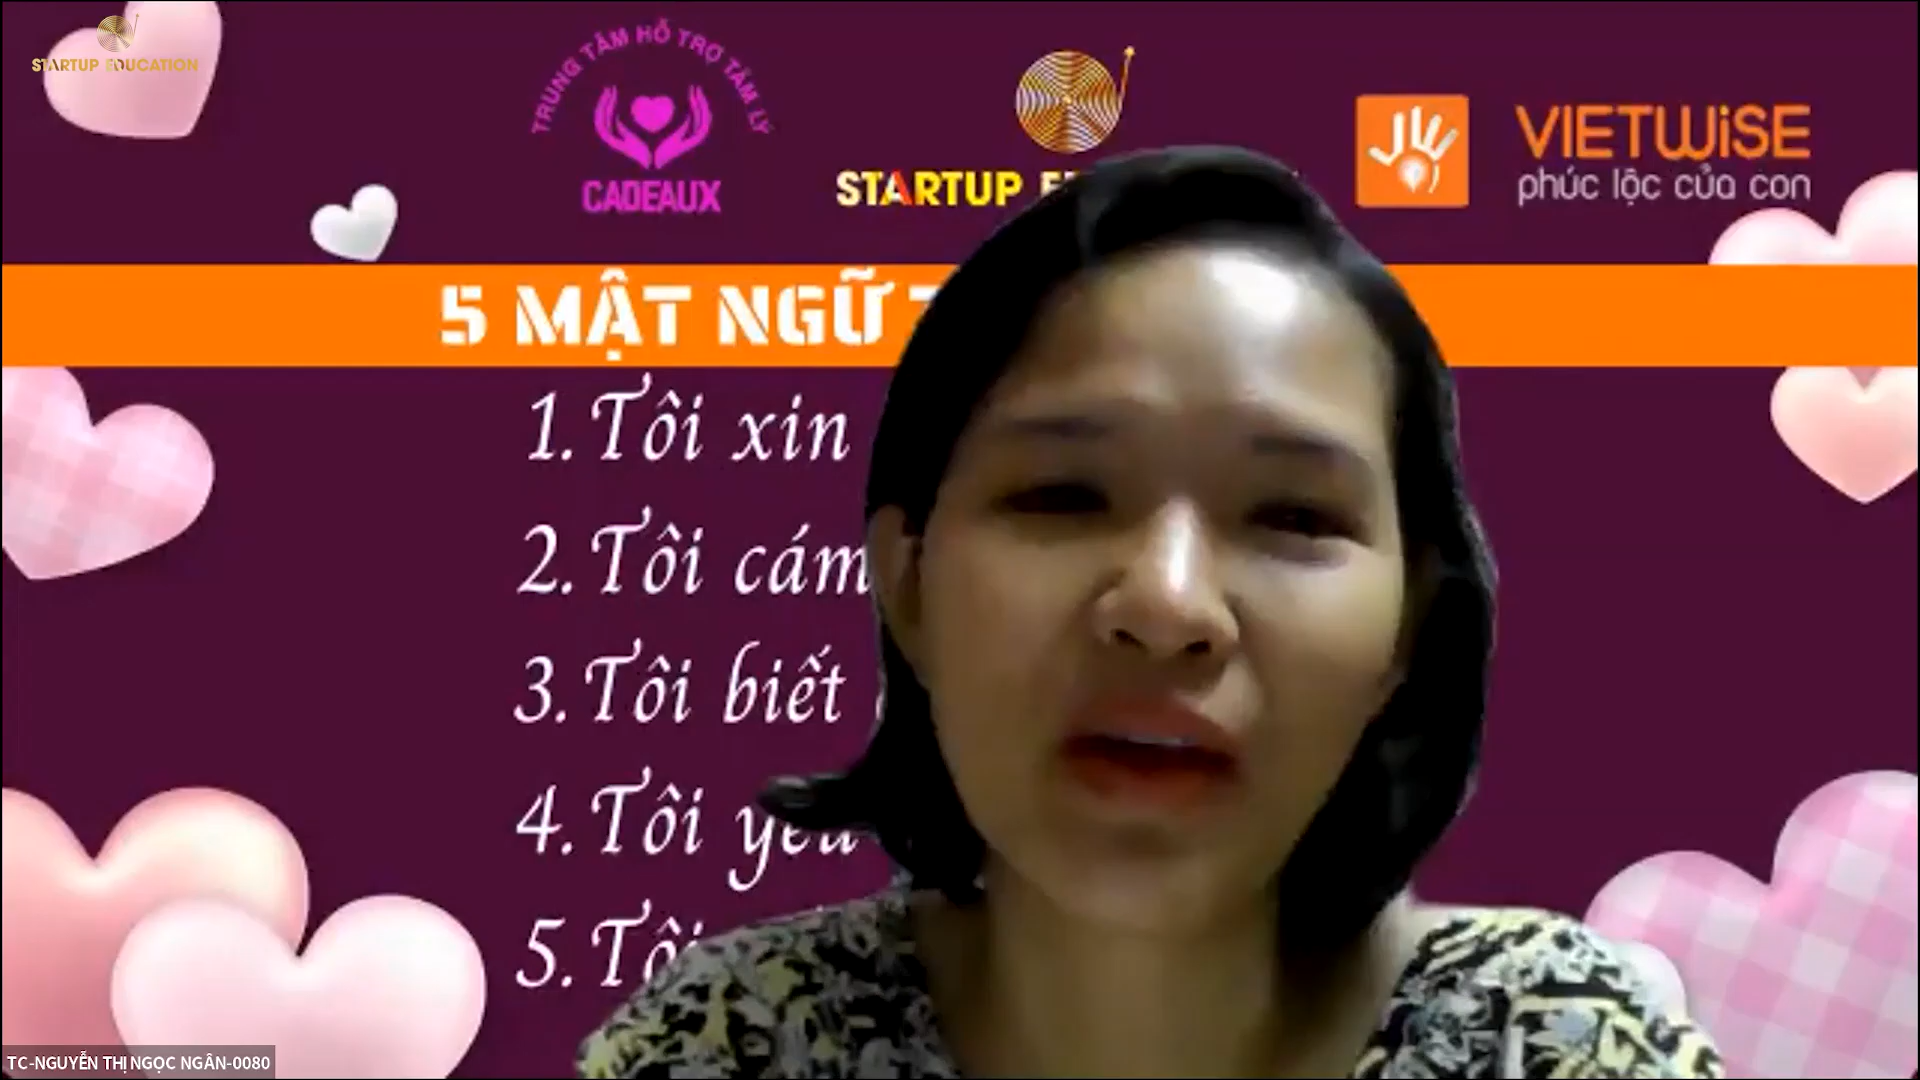 STARTUP EDUCATION
TRUNG TÂM HỖ TRỢ TÂM LÝ
CADEAUX
STARTUP
VIETWISE
phúc lộc của con
5 MẬT NGỮ
1. Tôi xin
2. Tôi cám
3. Tôi biết
4. Tôi yêu
5. Tôi
TC-NGUYỄN THỊ NGỌC NGÂN-0080